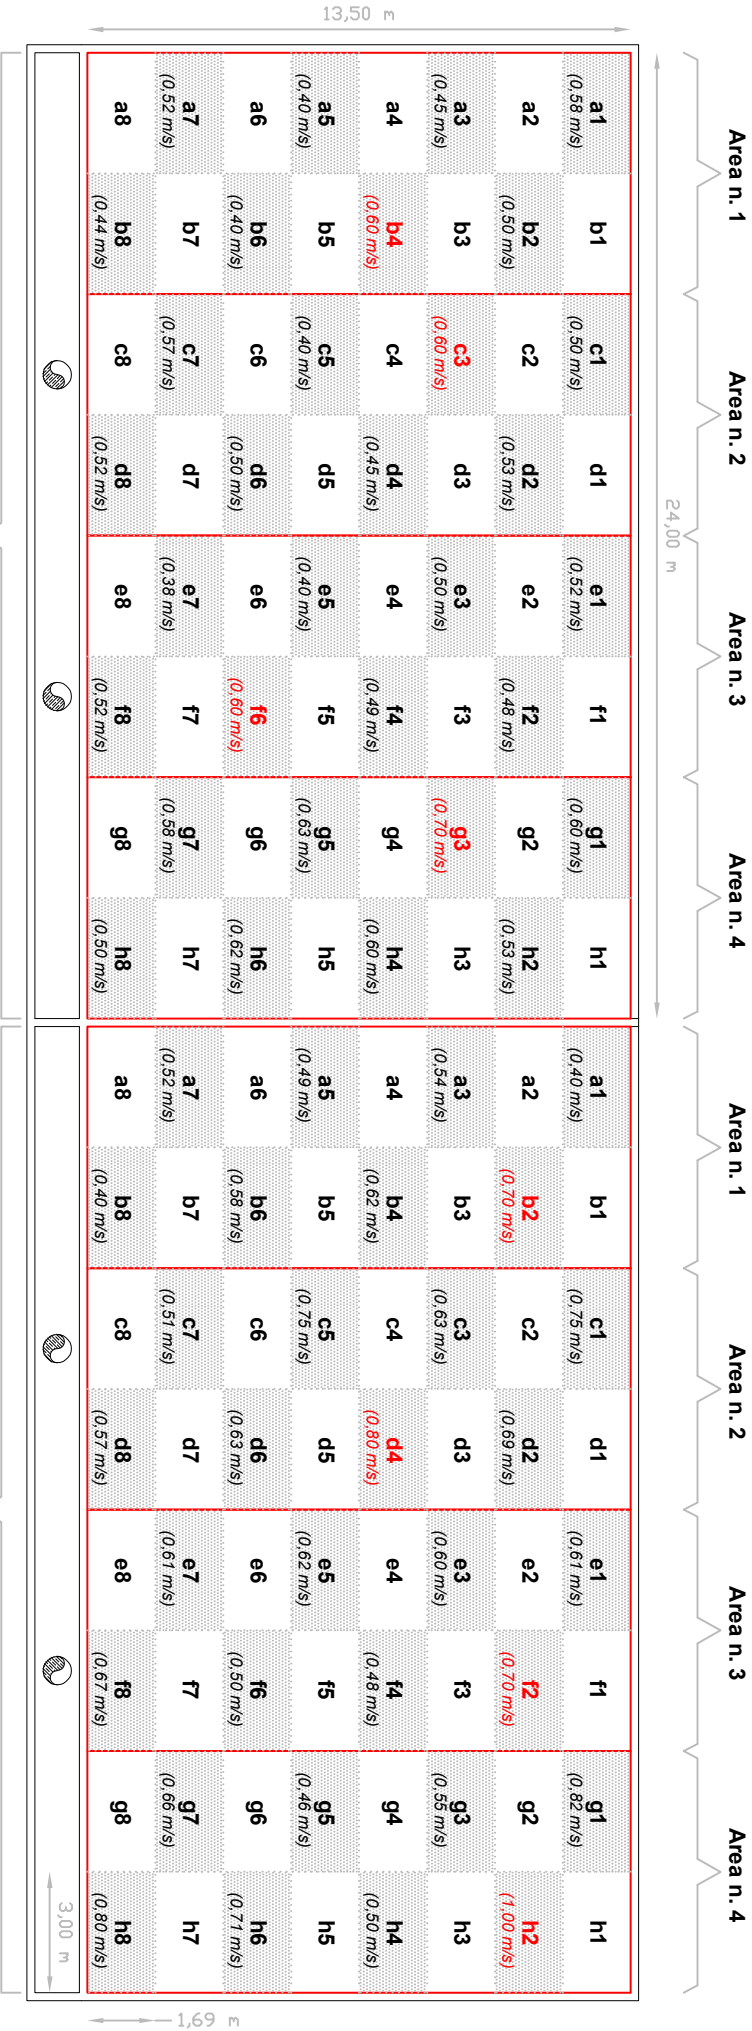 13,50 m
24,00 m
Area n. 1
Area n. 2
Area n. 3
Area n. 4
a1
(0,58 m/s)
b1
c1
(0,50 m/s)
d1
e1
(0,52 m/s)
f1
g1
(0,60 m/s)
h1
a2
b2
(0,50 m/s)
c2
d2
(0,53 m/s)
e2
f2
(0,48 m/s)
g2
h2
(0,53 m/s)
a3
(0,45 m/s)
b3
c3
(0,60 m/s)
d3
e3
(0,50 m/s)
f3
g3
(0,70 m/s)
h3
a4
b4
(0,60 m/s)
c4
d4
(0,45 m/s)
e4
f4
(0,49 m/s)
g4
h4
(0,60 m/s)
a5
(0,40 m/s)
b5
c5
(0,40 m/s)
d5
e5
(0,40 m/s)
f5
g5
(0,63 m/s)
h5
a6
b6
(0,40 m/s)
c6
d6
(0,50 m/s)
e6
f6
(0,60 m/s)
g6
h6
(0,62 m/s)
a7
(0,52 m/s)
b7
c7
(0,57 m/s)
d7
e7
(0,38 m/s)
f7
g7
(0,58 m/s)
h7
a8
b8
(0,44 m/s)
c8
d8
(0,52 m/s)
e8
f8
(0,52 m/s)
g8
h8
(0,50 m/s)
Area n. 1
Area n. 2
Area n. 3
Area n. 4
a1
(0,40 m/s)
b1
c1
(0,75 m/s)
d1
e1
(0,61 m/s)
f1
g1
(0,82 m/s)
h1
a2
b2
(0,70 m/s)
c2
d2
(0,69 m/s)
e2
f2
(0,70 m/s)
g2
h2
(1,00 m/s)
a3
(0,54 m/s)
b3
c3
(0,63 m/s)
d3
e3
(0,60 m/s)
f3
g3
(0,55 m/s)
h3
a4
b4
(0,62 m/s)
c4
d4
(0,80 m/s)
e4
f4
(0,48 m/s)
g4
h4
(0,50 m/s)
a5
(0,49 m/s)
b5
c5
(0,75 m/s)
d5
e5
(0,62 m/s)
f5
g5
(0,46 m/s)
h5
a6
b6
(0,58 m/s)
c6
d6
(0,63 m/s)
e6
f6
(0,50 m/s)
g6
h6
(0,71 m/s)
a7
(0,52 m/s)
b7
c7
(0,51 m/s)
d7
e7
(0,61 m/s)
f7
g7
(0,66 m/s)
h7
a8
b8
(0,40 m/s)
c8
d8
(0,57 m/s)
e8
f8
(0,67 m/s)
g8
h8
(0,80 m/s)
3,00 m
1,69 m